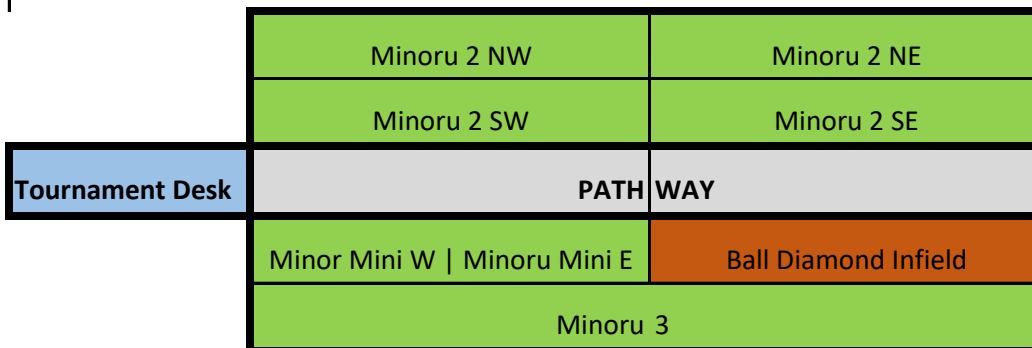 Minoru 2 NW Minoru 2 NE
Minoru 2 SW Minoru 2 SE
Tournament Desk PATH WAY
Minor Mini W | Minoru Mini E Ball Diamond Infield
Minoru 3